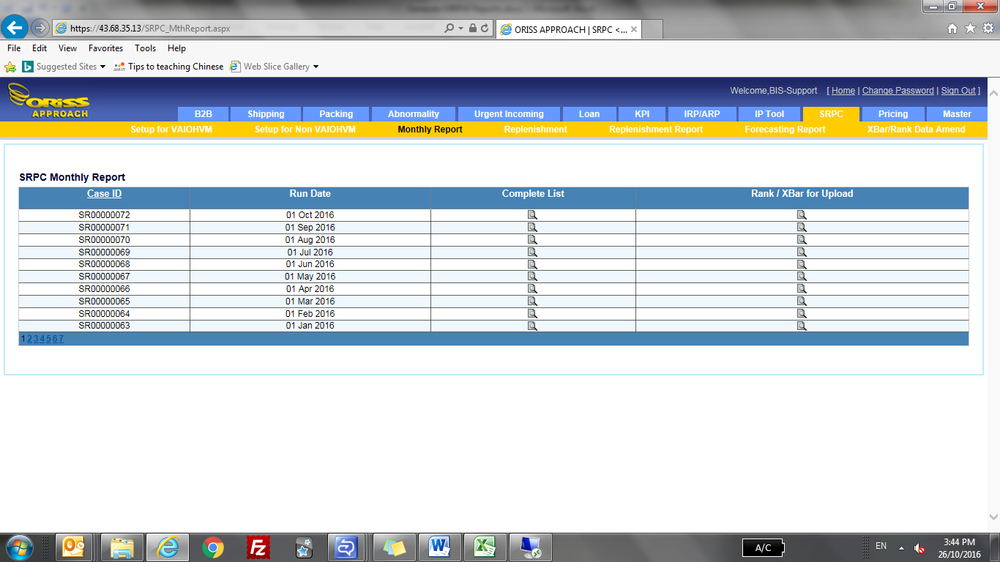 https://43.68.35.13/SRPC_MthReport.aspx
ORISS APPROACH | SRPC <...
File Edit View Favorites Tools Help
Suggested Sites Tips to teaching Chinese Web Slice Gallery
ORiSS
APPROACH
Welcome,BIS-Support [ Home | Change Password | Sign Out ]
B2B Shipping Packing Abnormality Urgent Incoming Loan KPI IRP/ARP IP Tool SRPC Pricing Master
Setup for VAIOHVM Setup for Non VAIOHVM Monthly Report Replenishment Replenishment Report Forecasting Report XBar/Rank Data Amend
SRPC Monthly Report
Case ID Run Date Complete List Rank / XBar for Upload
SR00000072 01 Oct 2016
SR00000071 01 Sep 2016
SR00000070 01 Aug 2016
SR00000069 01 Jul 2016
SR00000068 01 Jun 2016
SR00000067 01 May 2016
SR00000066 01 Apr 2016
SR00000065 01 Mar 2016
SR00000064 01 Feb 2016
SR00000063 01 Jan 2016
1 2 3 4 5 6 7
A/C
EN
3:44 PM
26/10/2016